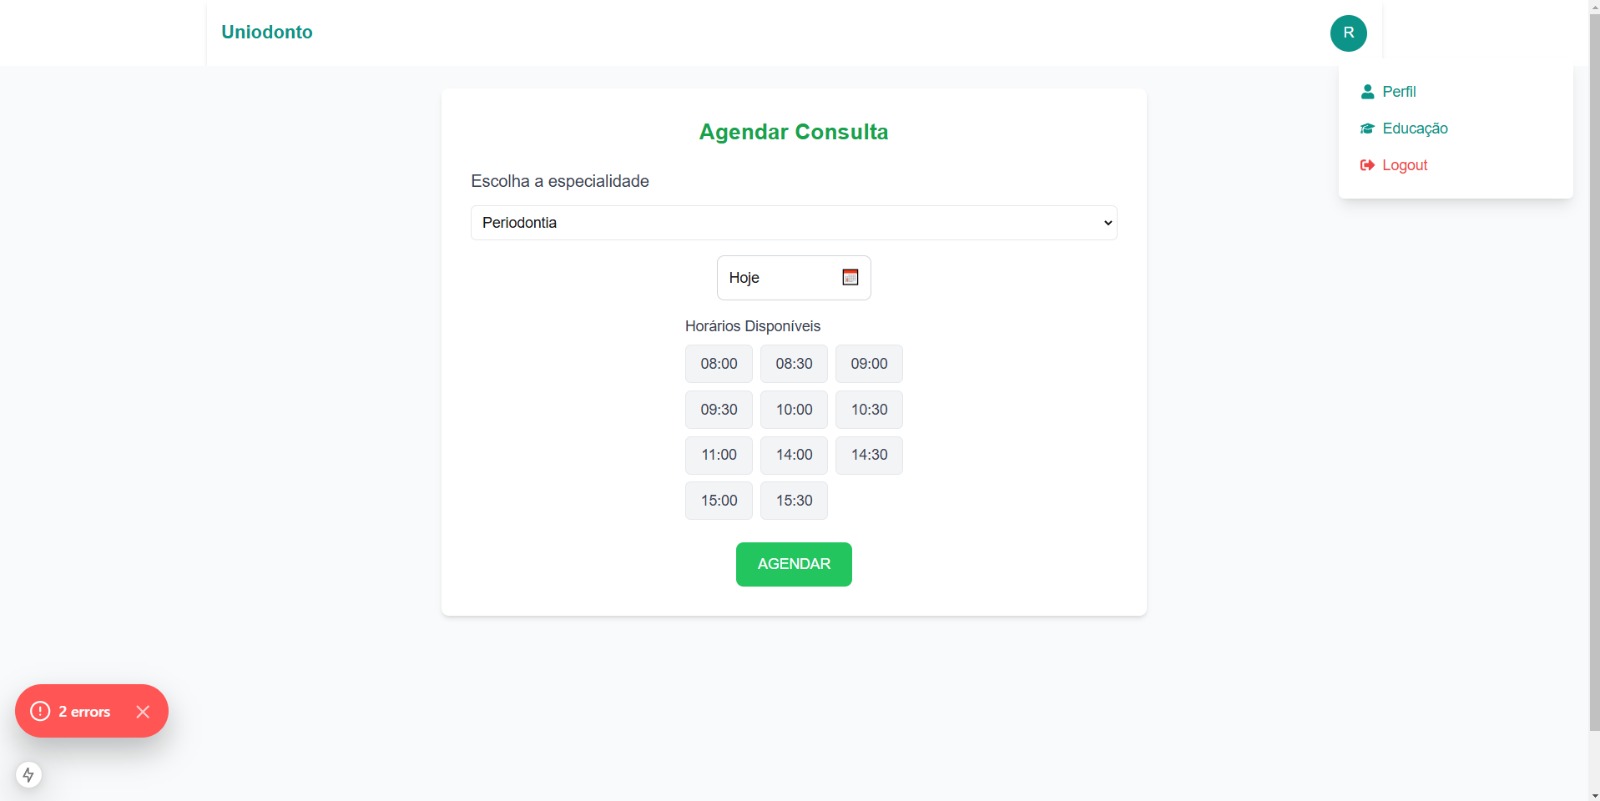 Uniodonto
R
Perfil
Educação
Logout
Agendar Consulta
Escolha a especialidade
Periodontia
Hoje
Horários Disponíveis
08:00 08:30 09:00
09:30 10:00 10:30
11:00 14:00 14:30
15:00 15:30
AGENDAR
2 errors